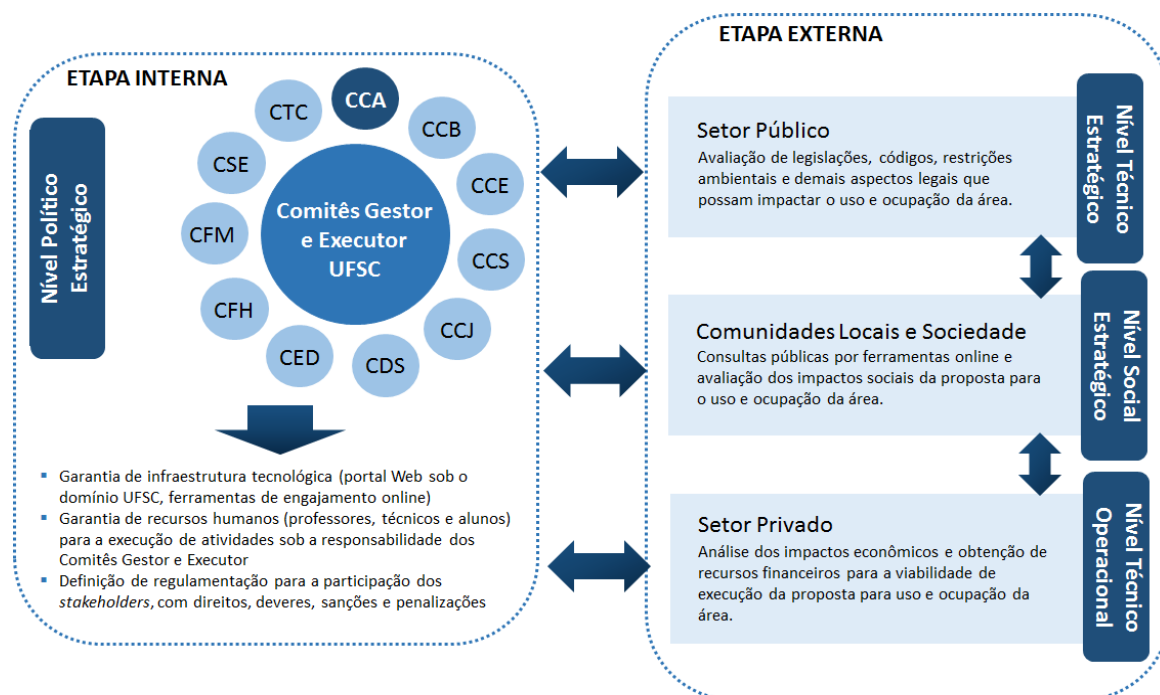 ETAPA INTERNA
Nível Político
Estratégico
CCA
CCB
CCE
CCS
CCJ
CDS
CED
CFH
CFM
CSE
CTC
Comitês Gestor
e Executor
UFSC
▪ Garantia de infraestrutura tecnológica (portal Web sob o
domínio UFSC, ferramentas de engajamento online)
▪ Garantia de recursos humanos (professores, técnicos e alunos)
para a execução de atividades sob a responsabilidade dos
Comitês Gestor e Executor
▪ Definição de regulamentação para a participação dos
stakeholders, com direitos, deveres, sanções e penalizações
ETAPA EXTERNA
Setor Público
Avaliação de legislações, códigos, restrições
ambientais e demais aspectos legais que
possam impactar o uso e ocupação da área.
Nível Técnico
Estratégico
Comunidades Locais e Sociedade
Consultas públicas por ferramentas online e
avaliação dos impactos sociais da proposta para
o uso e ocupação da área.
Nível Social
Estratégico
Setor Privado
Análise dos impactos econômicos e obtenção de
recursos financeiros para a viabilidade de
execução da proposta para uso e ocupação da
área.
Nível Técnico
Operacional